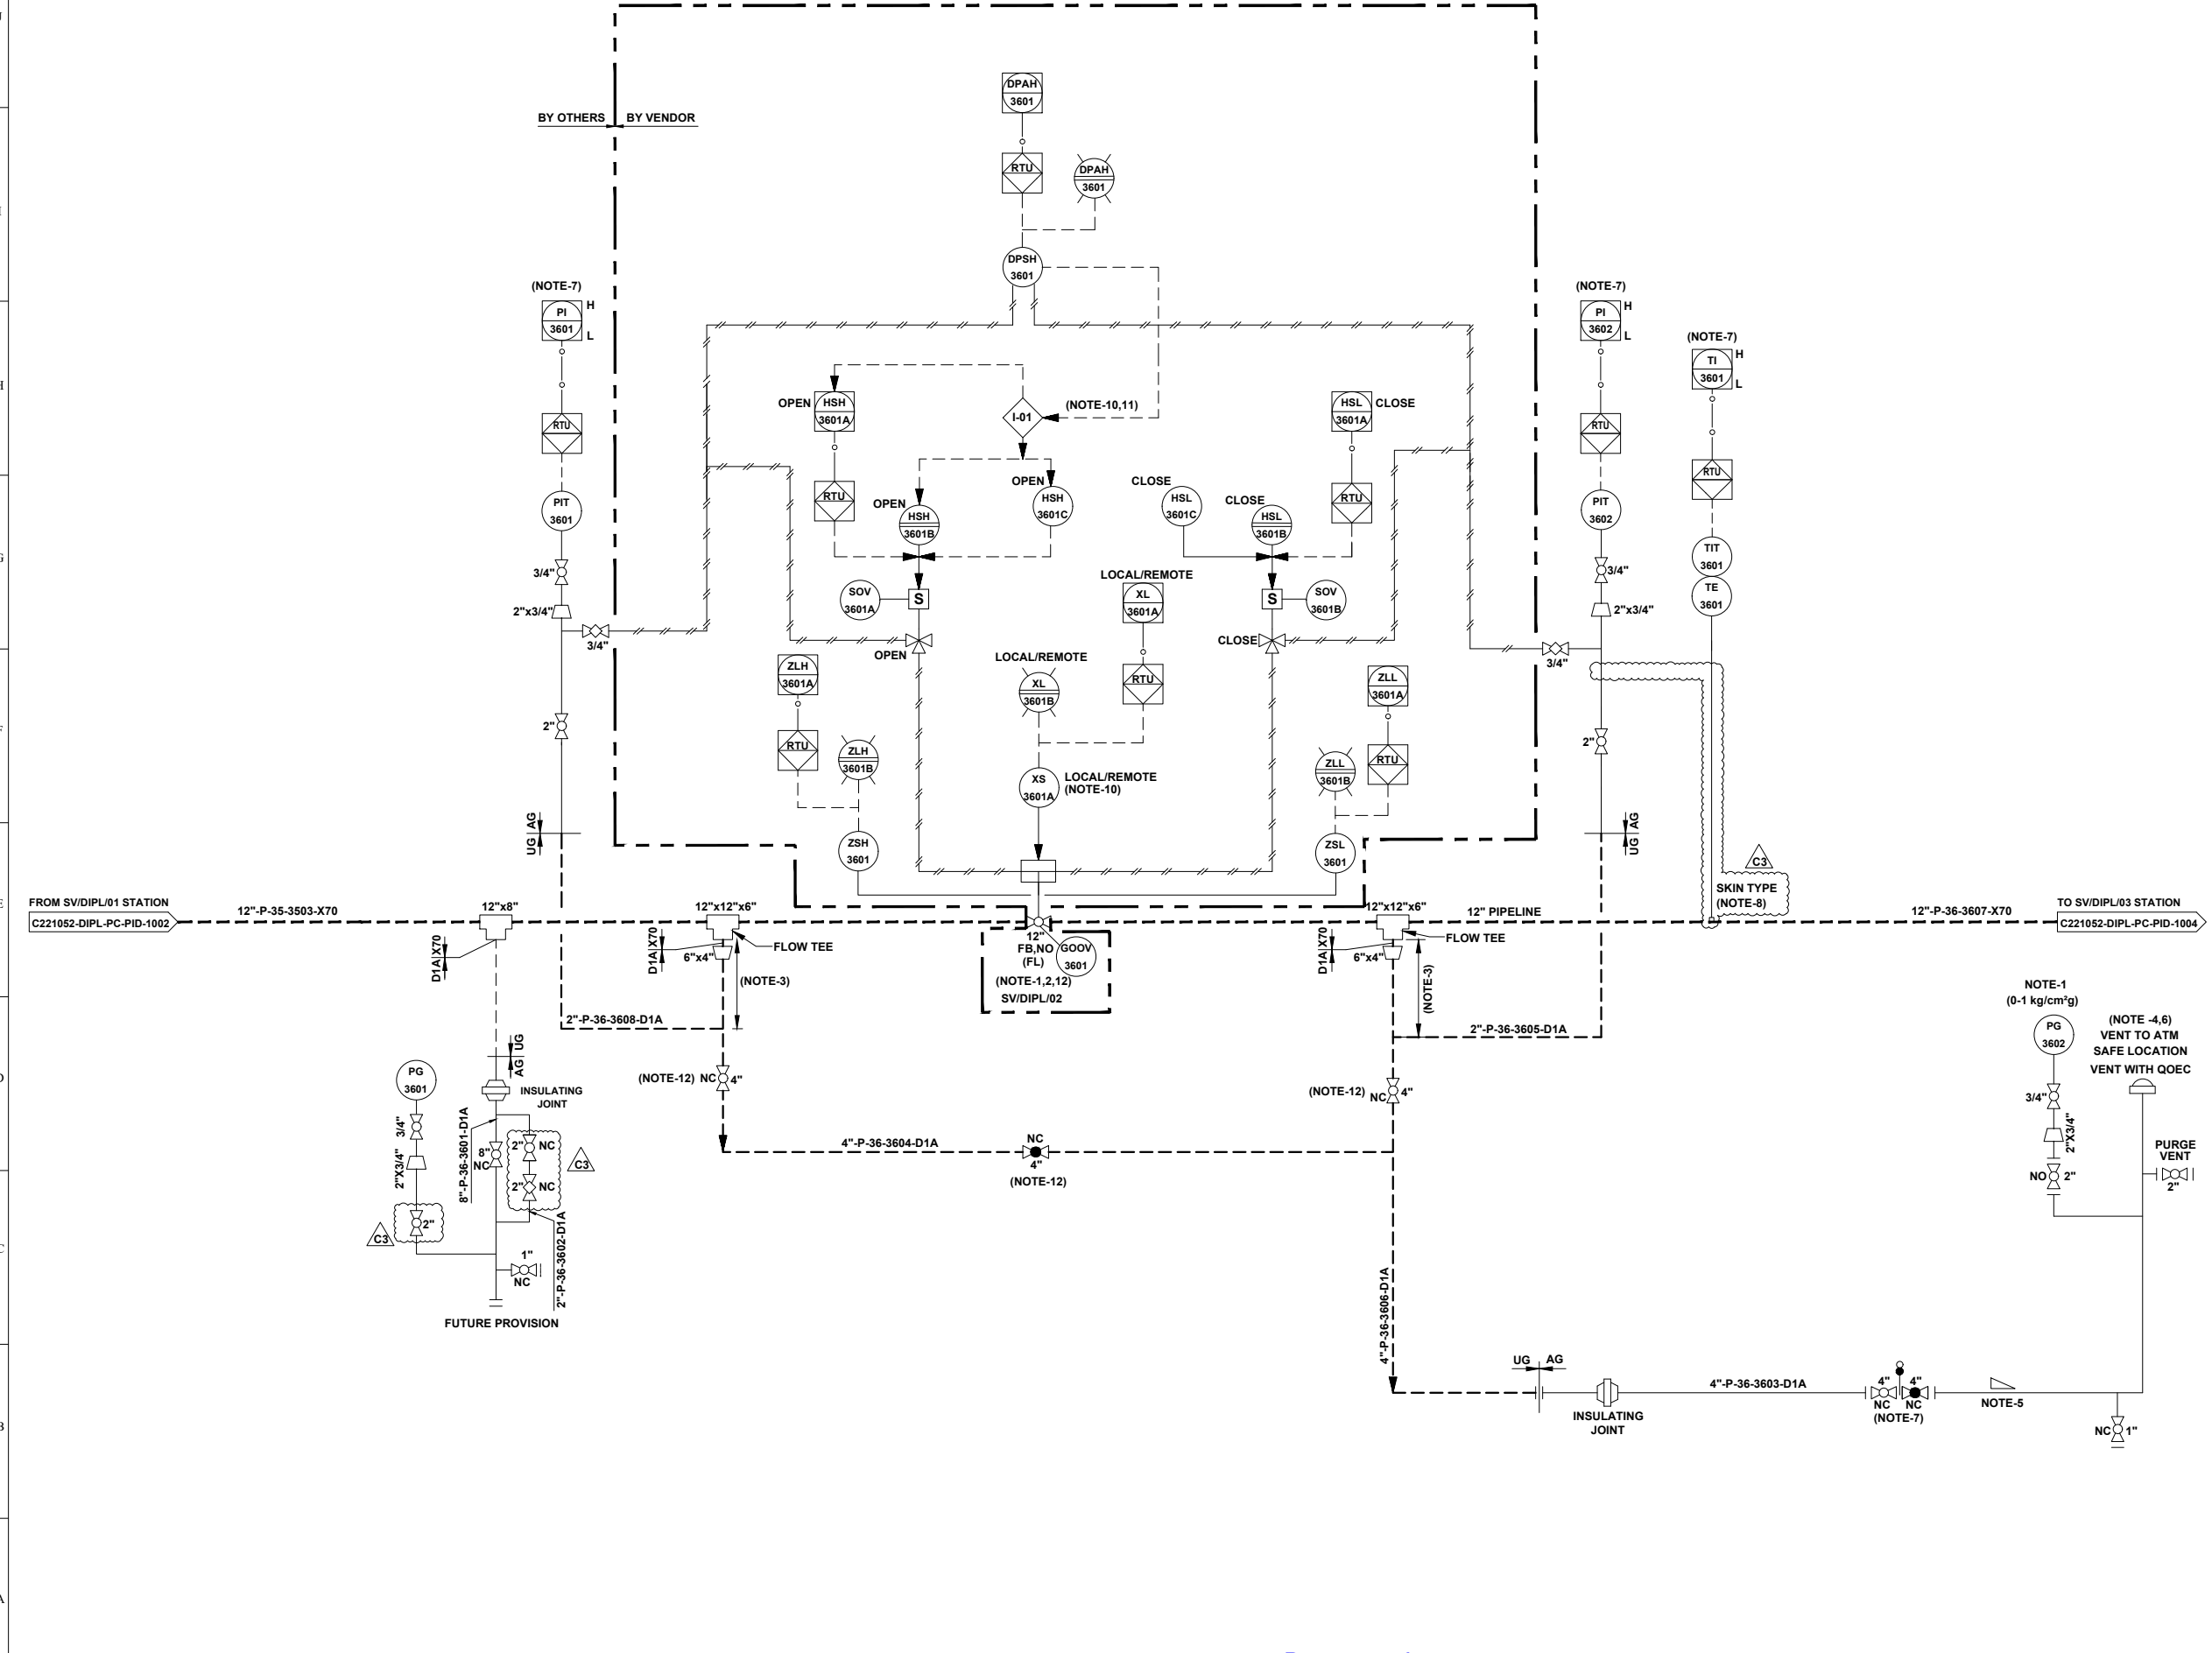 BY OTHERS
BY VENDOR
DPAH
3601
RTU
DPAH
3601
DPSH
3601
(NOTE-7)
PI
3601
H
L
RTU
PIT
3601
3/4"
2"x3/4"
3/4"
2"
UG AG
OPEN
HSH
3601A
RTU
I-01
(NOTE-10,11)
OPEN
HSH
3601B
OPEN
HSH
3601C
HSL
3601A
CLOSE
RTU
CLOSE
HSL
3601C
CLOSE
HSL
3601B
SOV
3601A
S
OPEN
S
SOV
3601B
CLOSE
LOCAL/REMOTE
XL
3601A
RTU
LOCAL/REMOTE
XL
3601B
XS
3601A
LOCAL/REMOTE
(NOTE-10)
ZLH
3601A
RTU
ZLH
3601B
ZSH
3601
ZLL
3601A
RTU
ZLL
3601B
ZSL
3601
(NOTE-7)
PI
3602
H
L
RTU
PIT
3602
3/4"
2"x3/4"
3/4"
2"
UG AG
(NOTE-7)
TI
3601
H
L
RTU
TIT
3601
TE
3601
C3
SKIN TYPE
(NOTE-8)
FROM SV/DIPL/01 STATION
C221052-DIPL-PC-PID-1002
12"-P-35-3503-X70
12"x8"
D1A X70
12"x12"x6"
FLOW TEE
D1A X70
6"x4"
(NOTE-3)
12"
FB,NO
(FL)
GOOV
3601
(NOTE-1,2,12)
SV/DIPL/02
12"x12"x6"
12" PIPELINE
FLOW TEE
D1A X70
6"x4"
(NOTE-3)
12"-P-36-3607-X70
TO SV/DIPL/03 STATION
C221052-DIPL-PC-PID-1004
2"-P-36-3608-D1A
2"-P-36-3605-D1A
AG UG
INSULATING
JOINT
PG
3601
3/4"
2"X3/4"
2"
C3
8"-P-36-3601-D1A
8"
NC
2" NC
2" NC
C3
2"-P-36-3602-D1A
1"
NC
FUTURE PROVISION
(NOTE-12) NC 4"
4"-P-36-3604-D1A
NC
4"
(NOTE-12)
(NOTE-12) NC 4"
4"-P-36-3606-D1A
UG AG
INSULATING
JOINT
4"-P-36-3603-D1A
4" 4"
NC NC
(NOTE-7)
NOTE-5
NC 1"
NOTE-1
(0-1 kg/cm²g)
PG
3602
3/4"
2"X3/4"
NO 2"
(NOTE -4,6)
VENT TO ATM
SAFE LOCATION
VENT WITH QOEC
PURGE
VENT
2"
H
G
F
E
D
C
B
A